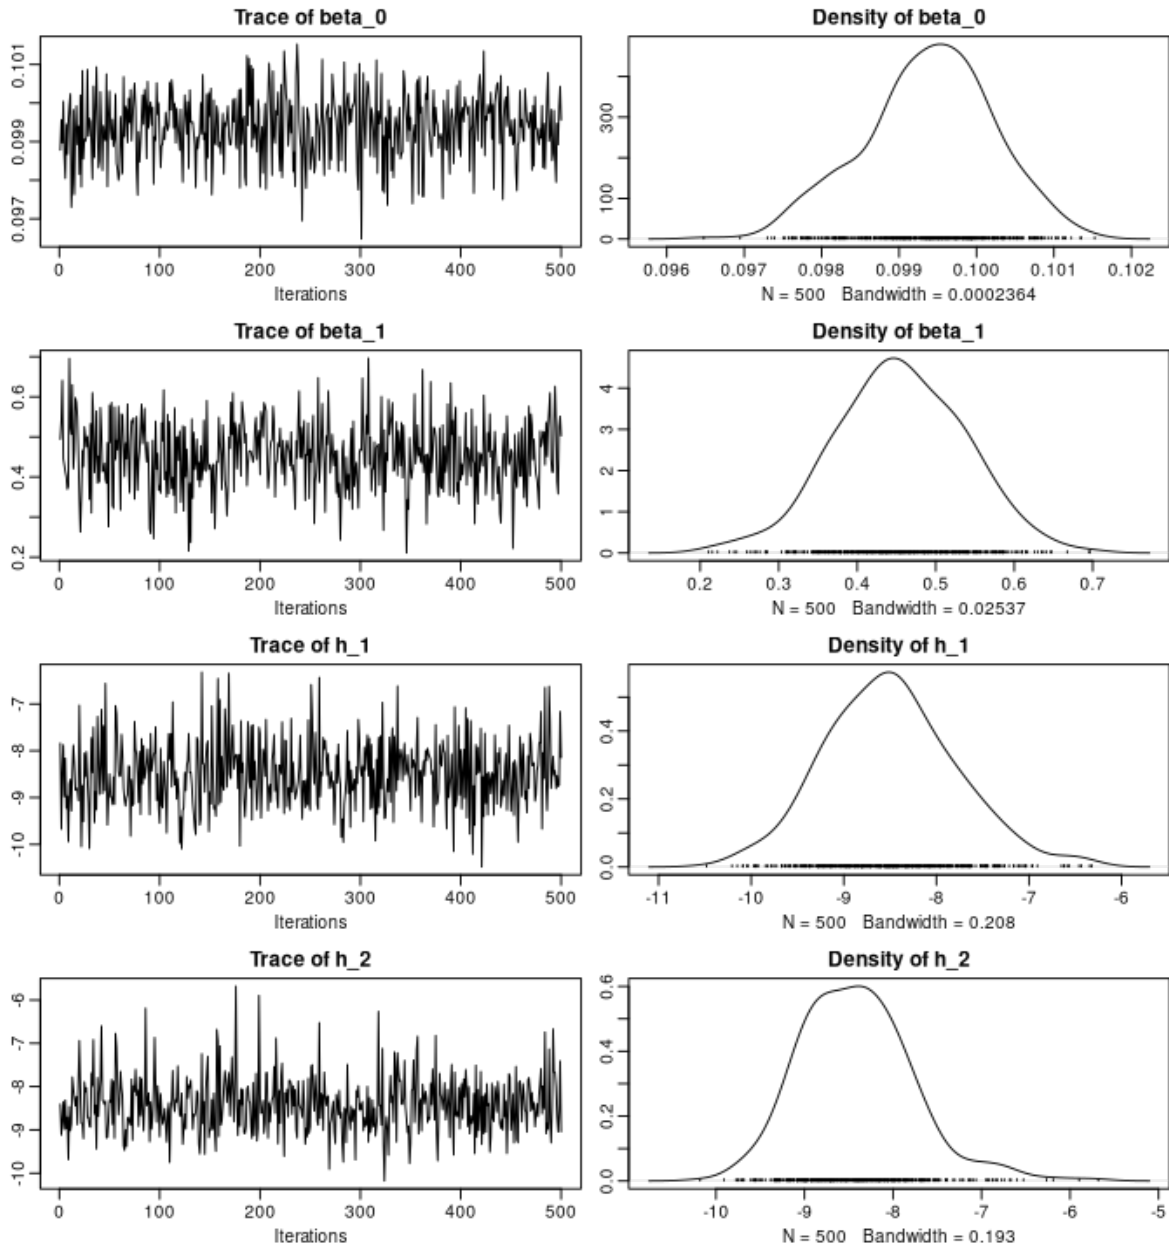 Trace of beta_0
0.097 0.099 0.101
0 100 200 300 400 500
Iterations
Density of beta_0
0 100 300
0.096 0.097 0.098 0.099 0.100 0.101 0.102
N = 500 Bandwidth = 0.0002364
Trace of beta_1
0.2 0.4 0.6
0 100 200 300 400 500
Iterations
Density of beta_1
0 1 2 3 4
0.2 0.3 0.4 0.5 0.6 0.7
N = 500 Bandwidth = 0.02537
Trace of h_1
-10 -9 -8 -7
0 100 200 300 400 500
Iterations
Density of h_1
0.0 0.2 0.4
-11 -10 -9 -8 -7 -6
N = 500 Bandwidth = 0.208
Trace of h_2
-10 -9 -8 -7 -6
0 100 200 300 400 500
Iterations
Density of h_2
0.0 0.2 0.4 0.6
-10 -9 -8 -7 -6 -5
N = 500 Bandwidth = 0.193